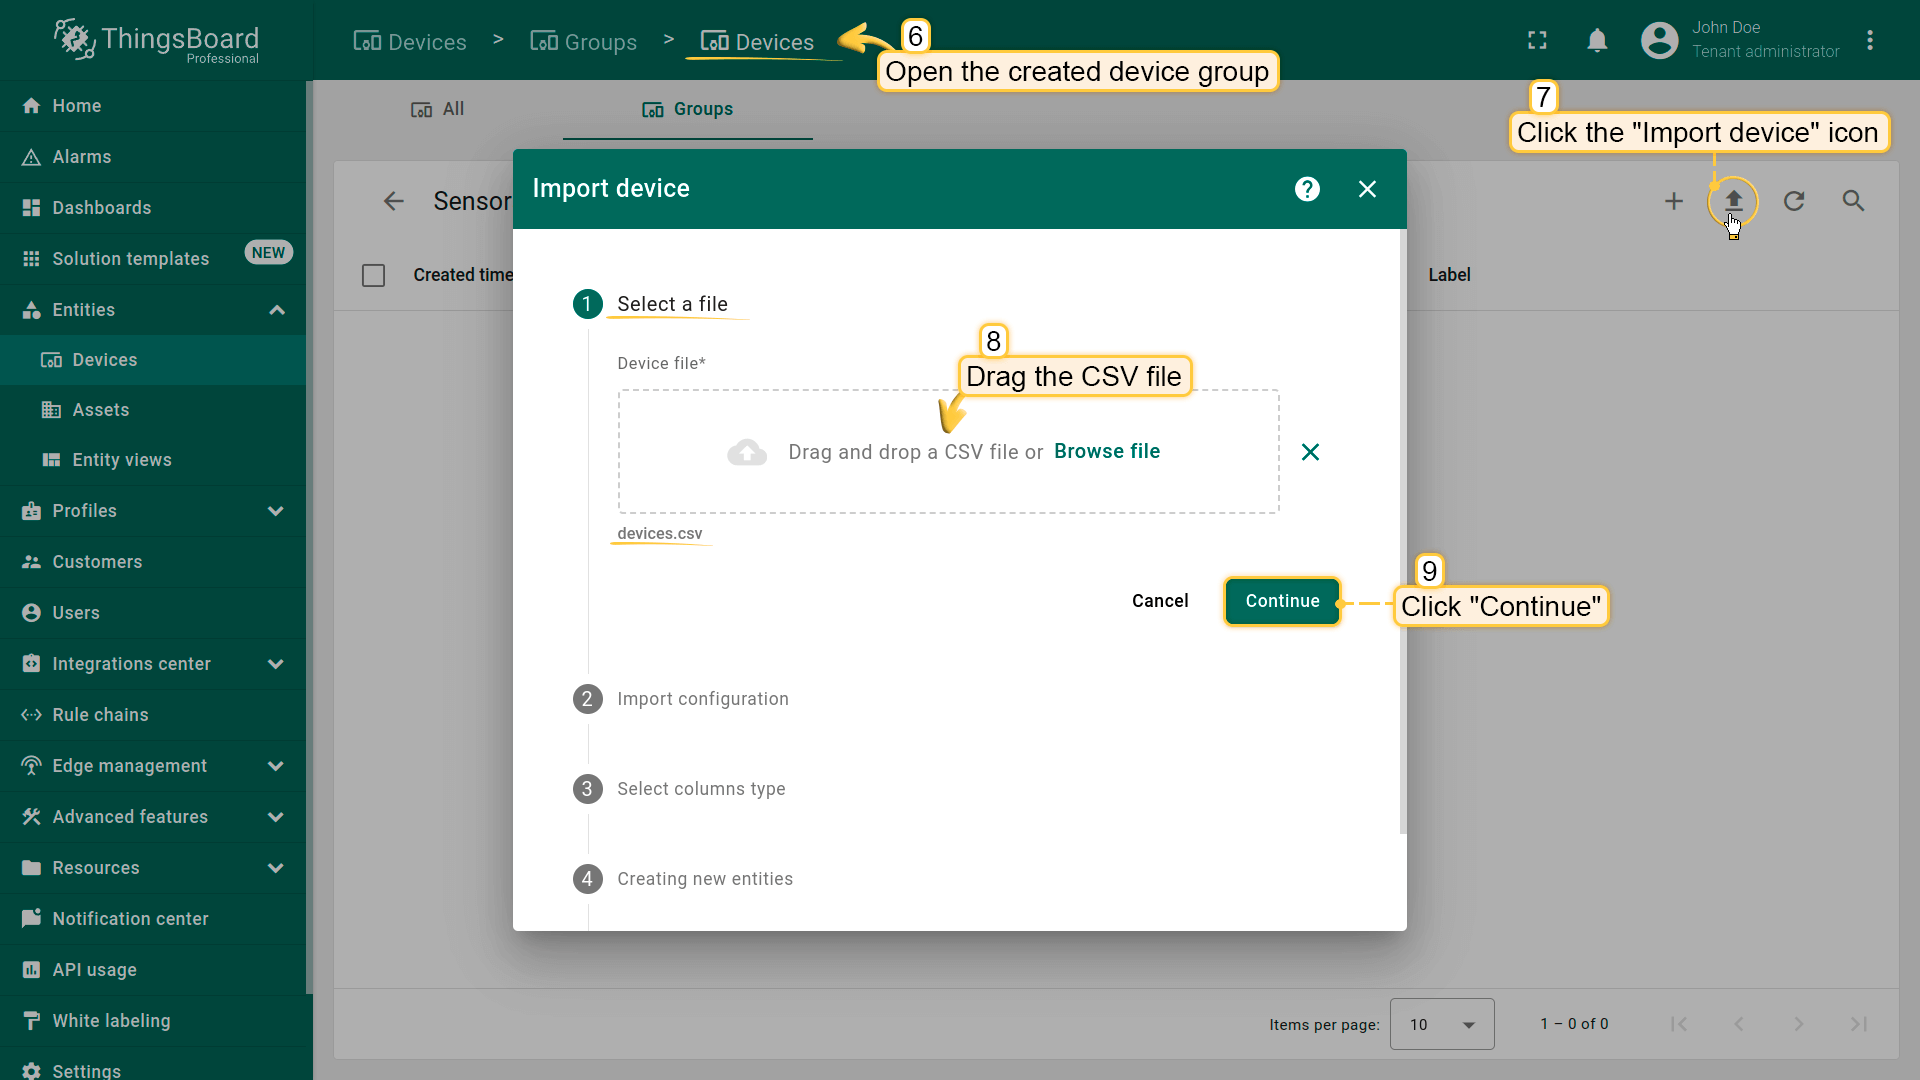 ThingsBoard
Professional
Devices > Groups > Devices
6
Open the created device group
John Doe
Tenant administrator
Home
Alarms
Dashboards
Solution templates NEW
Entities
Devices
Assets
Entity views
Profiles
Customers
Users
Integrations center
Rule chains
Edge management
Advanced features
Resources
Notification center
API usage
White labeling
Settings
All
Groups
7
Click the "Import device" icon
Sensor
Created time
Label
Import device
1 Select a file
Device file*
8
Drag the CSV file
Drag and drop a CSV file or Browse file
devices.csv
Cancel
Continue
9
Click "Continue"
2 Import configuration
3 Select columns type
4 Creating new entities
Items per page: 10
1 – 0 of 0